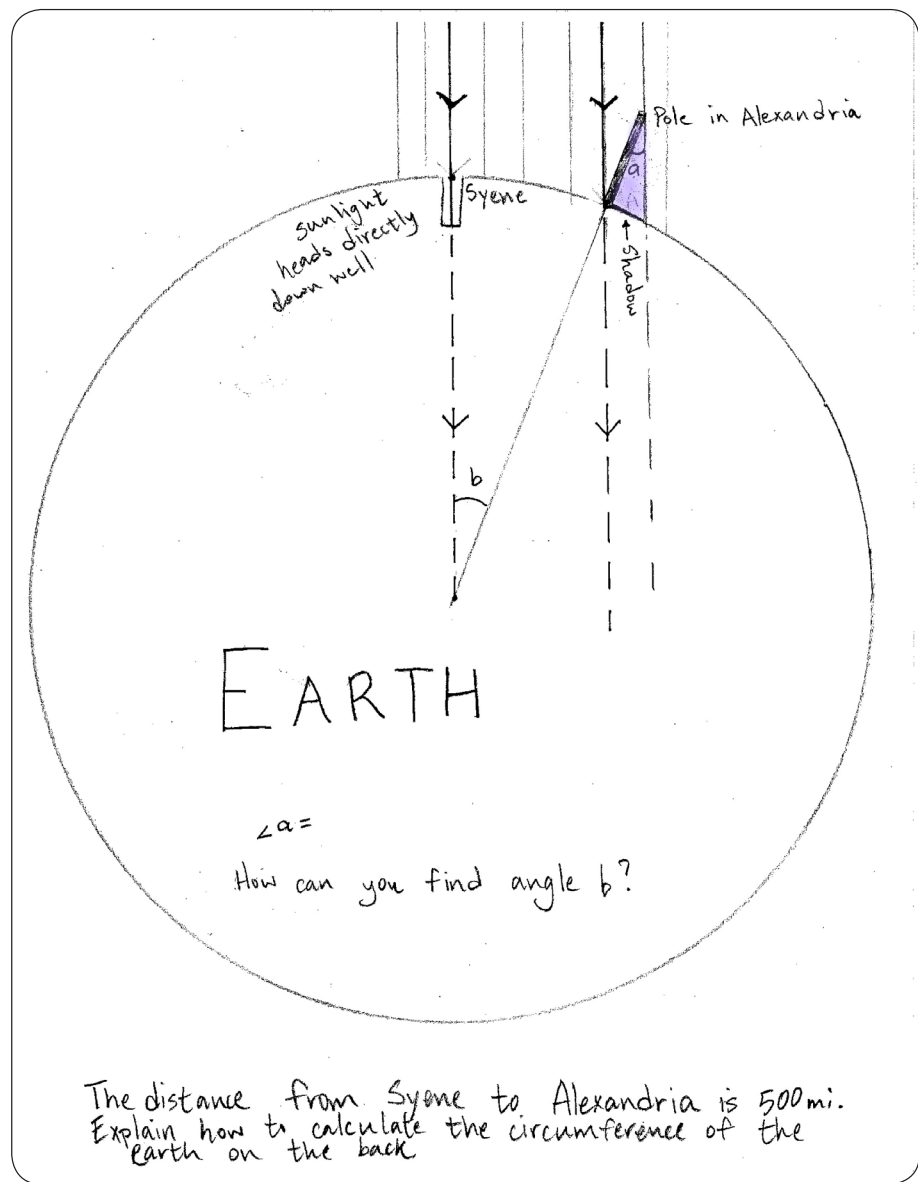 Pole in Alexandria
a
Syene
sunlight
heads directly
down well
← Shadow
b
EARTH
∠a=
How can you find angle b?
The distance from Syene to Alexandria is 500mi.
Explain how to calculate the circumference of the
earth on the back